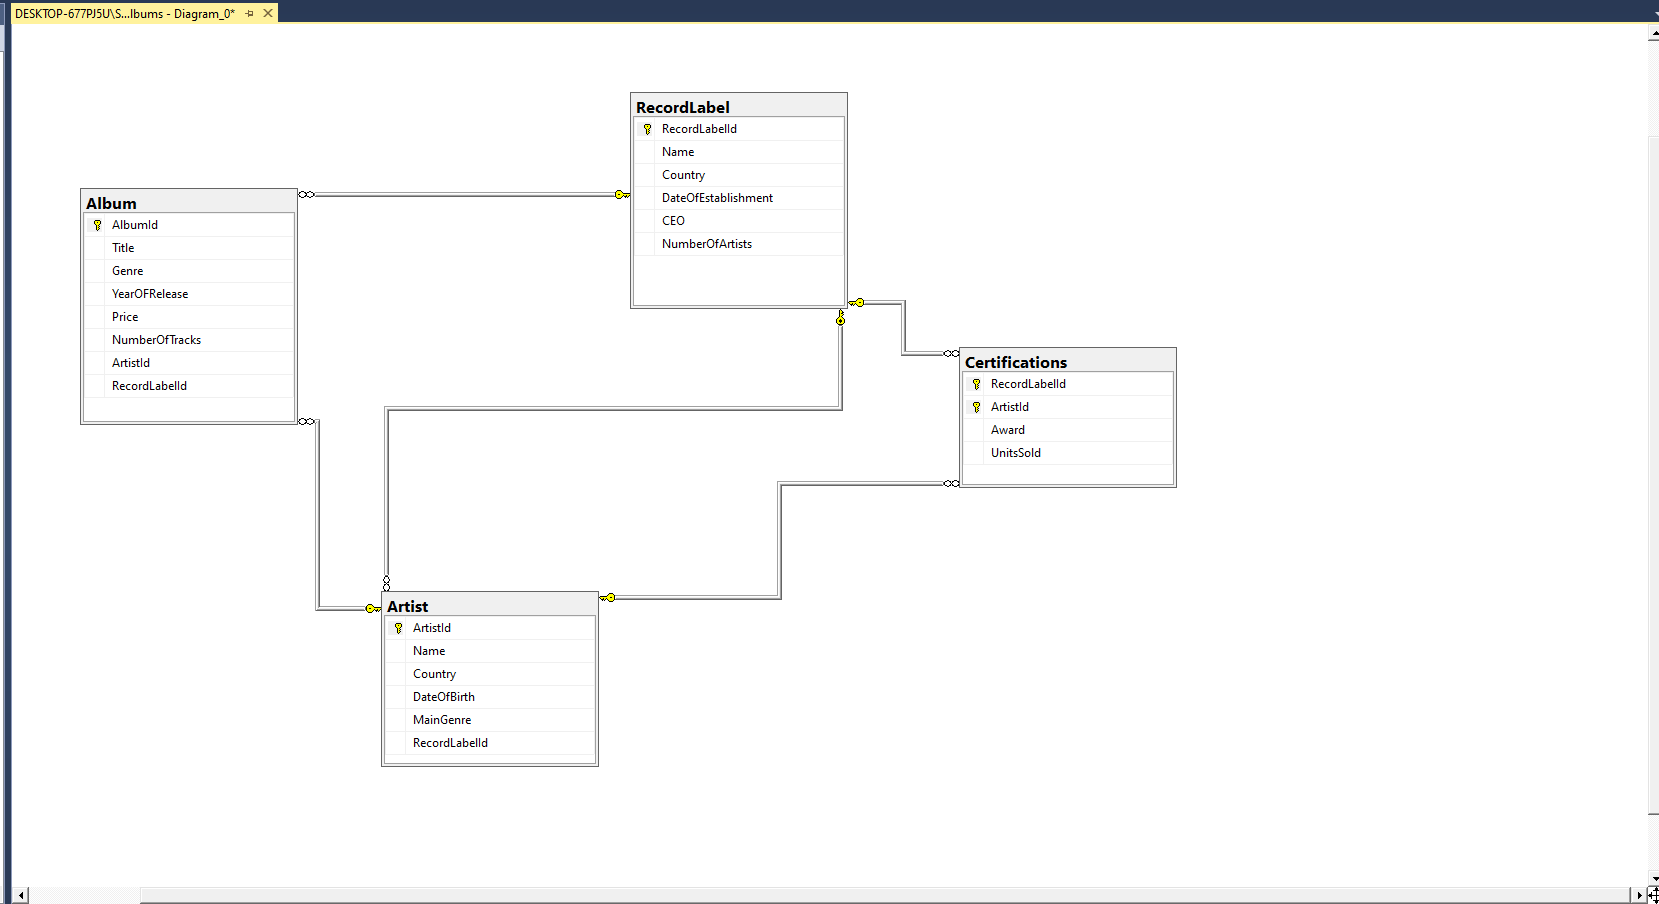 DESKTOP-677PJ5U\S...lbums - Diagram_0*
RecordLabel
RecordLabelId
Name
Country
DateOfEstablishment
CEO
NumberOfArtists
Album
AlbumId
Title
Genre
YearOFRelease
Price
NumberOfTracks
ArtistId
RecordLabelId
Certifications
RecordLabelId
ArtistId
Award
UnitsSold
Artist
ArtistId
Name
Country
DateOfBirth
MainGenre
RecordLabelId